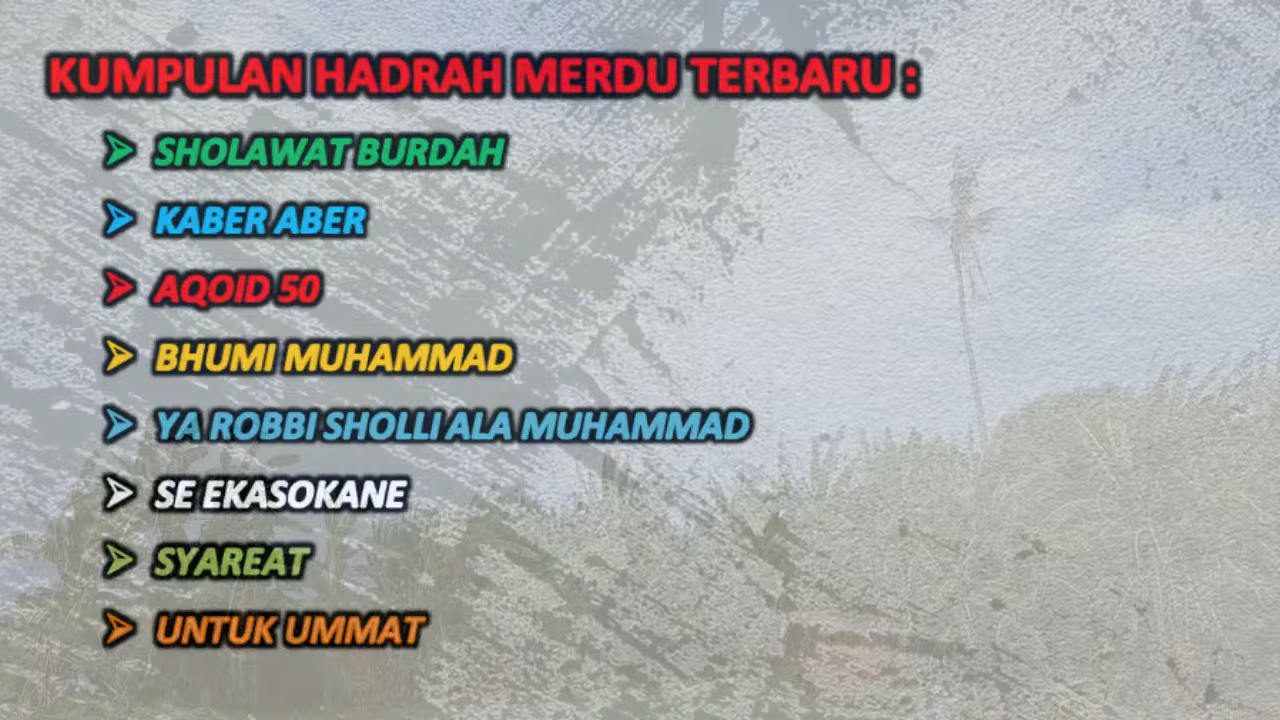 KUMPULAN HADRAH MERDU TERBARU :
SHOLAWAT BURDAH
KABER ABER
AQOID 50
BHUMI MUHAMMAD
YA ROBBI SHOLLI ALA MUHAMMAD
SE EKASOKANE
SYAREAT
UNTUK UMMAT